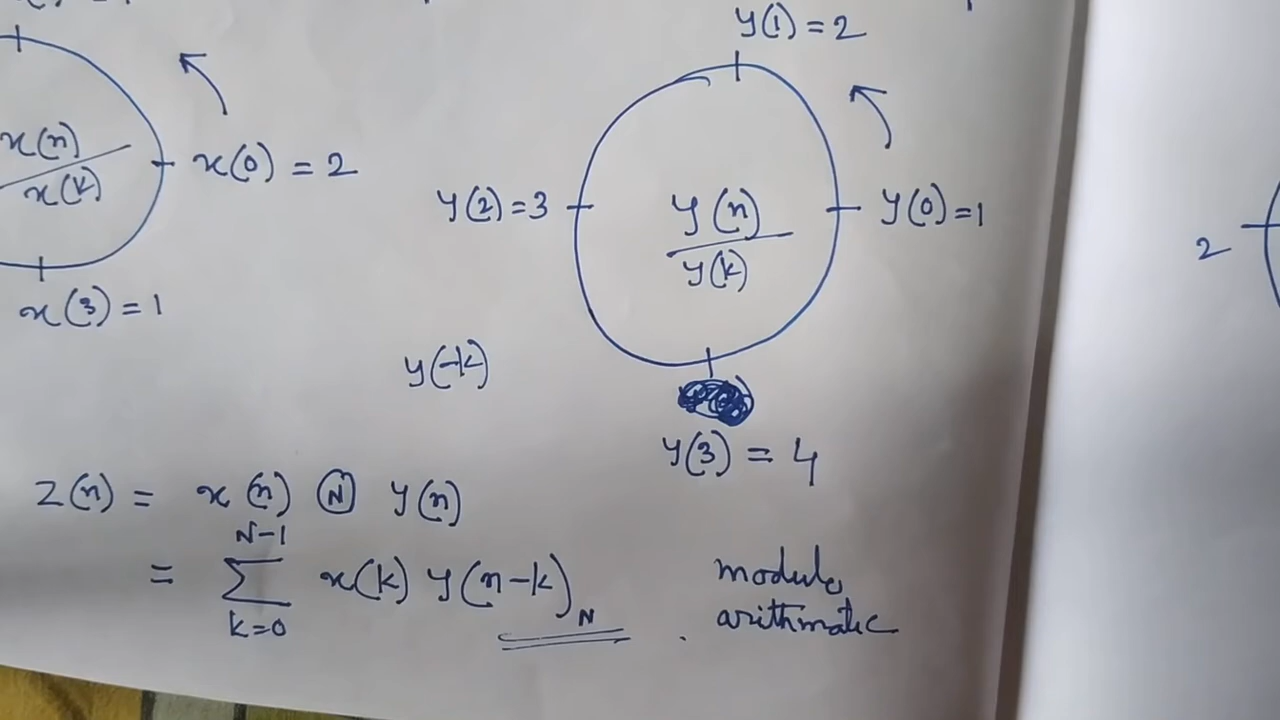 y(1) = 2
x(n)
x(k)
x(0) = 2
x(3) = 1
y(2) = 3
y(n)
y(k)
y(0) = 1
y(3) = 4
y(-k)
Z(n) = x(n) Ⓝ y(n)
N-1
= Σ x(k) y(n-k)N
k=0
modulo
arithmatic
2